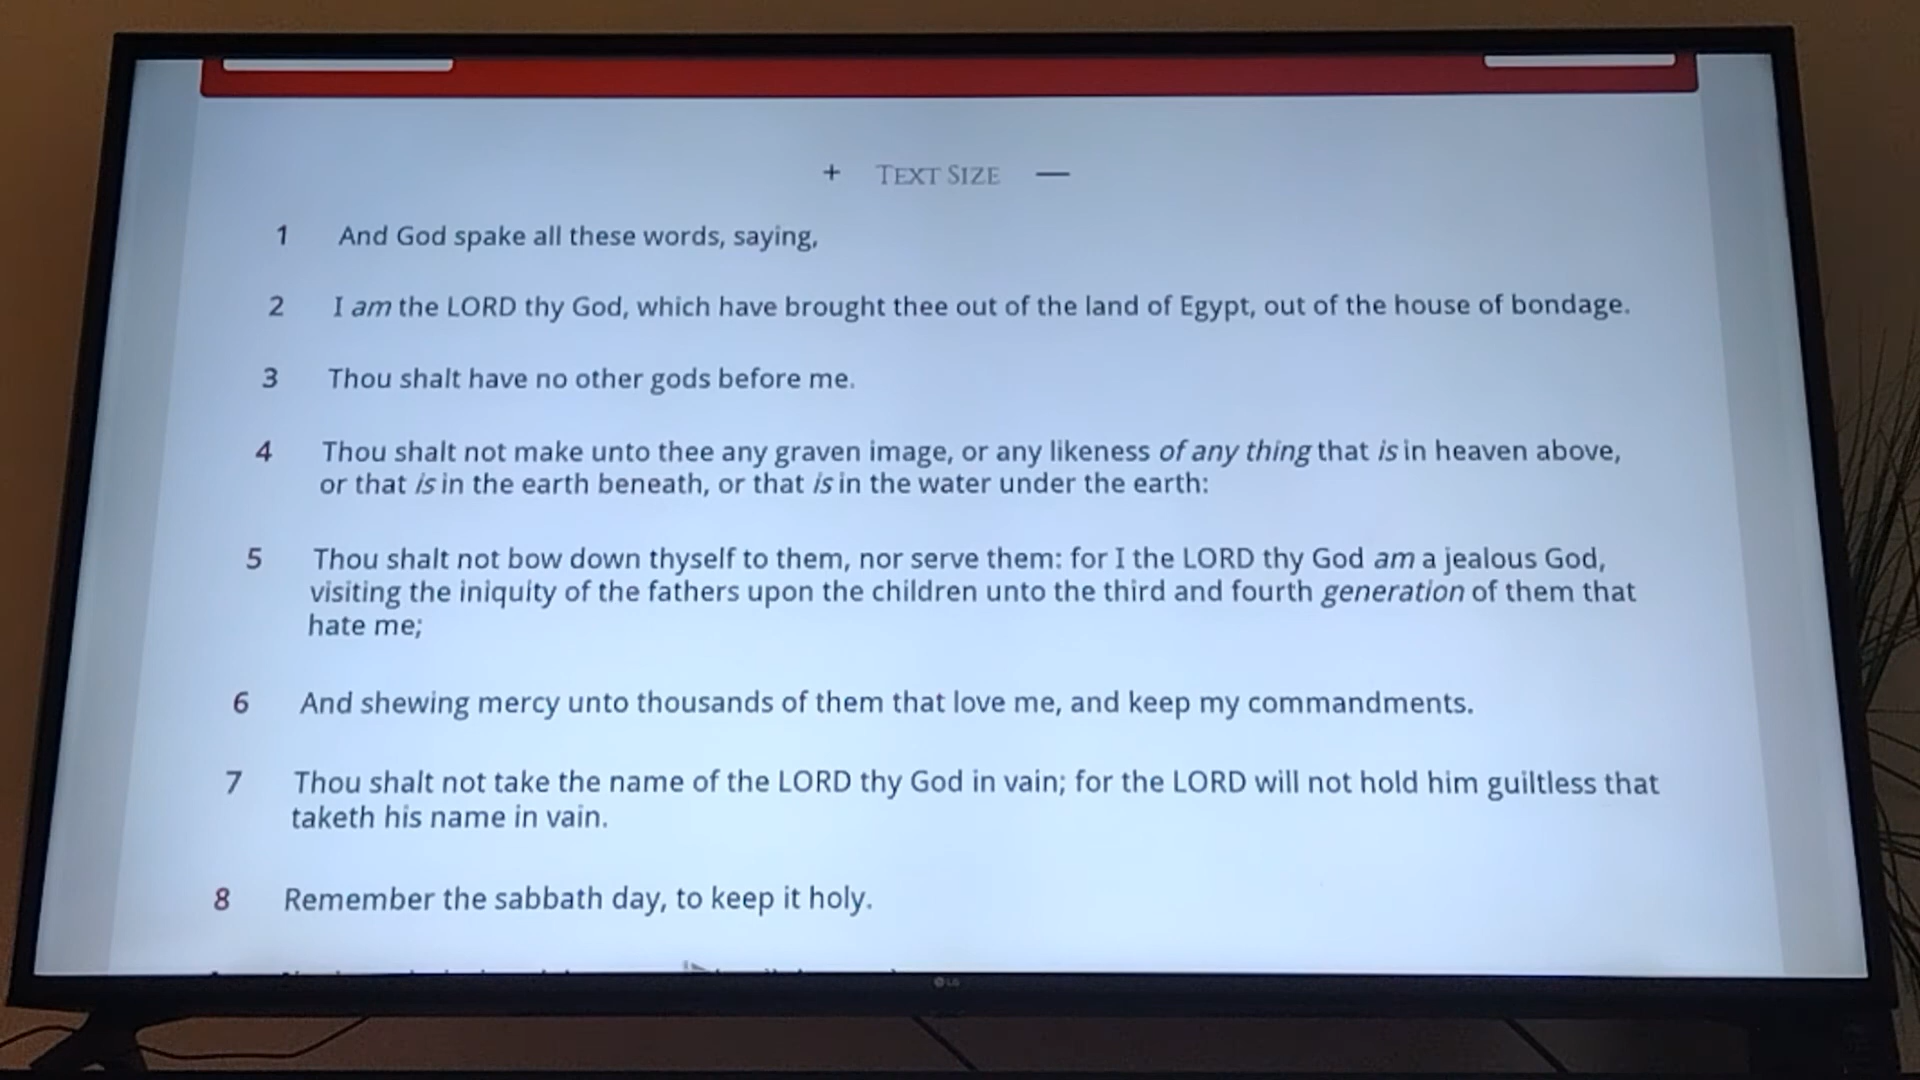 + TEXT SIZE —
1 And God spake all these words, saying,
2 I am the LORD thy God, which have brought thee out of the land of Egypt, out of the house of bondage.
3 Thou shalt have no other gods before me.
4 Thou shalt not make unto thee any graven image, or any likeness of any thing that is in heaven above,
or that is in the earth beneath, or that is in the water under the earth:
5 Thou shalt not bow down thyself to them, nor serve them: for I the LORD thy God am a jealous God,
visiting the iniquity of the fathers upon the children unto the third and fourth generation of them that
hate me;
6 And shewing mercy unto thousands of them that love me, and keep my commandments.
7 Thou shalt not take the name of the LORD thy God in vain; for the LORD will not hold him guiltless that
taketh his name in vain.
8 Remember the sabbath day, to keep it holy.
LG